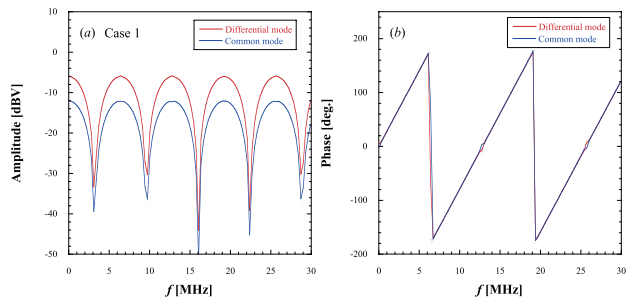 (a) Case 1
Differential mode
Common mode
Amplitude [dBV]
10
0
-10
-20
-30
-40
-50
0 5 10 15 20 25 30
f [MHz]
(b)
Differential mode
Common mode
Phase [deg.]
200
100
0
-100
-200
0 5 10 15 20 25 30
f [MHz]